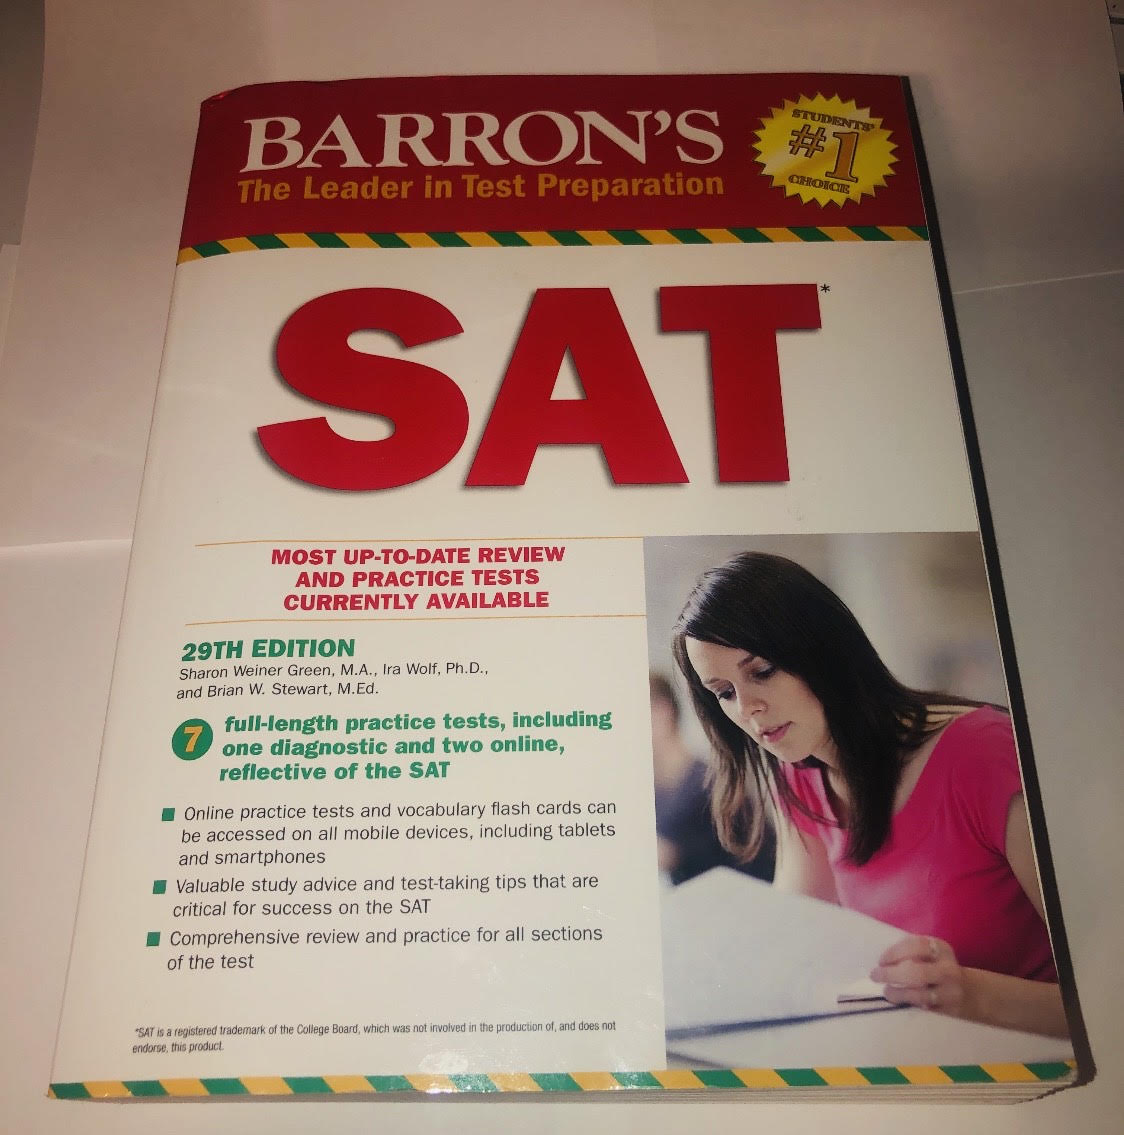 BARRON'S
The Leader in Test Preparation
STUDENTS'
#1
CHOICE
SAT*
MOST UP-TO-DATE REVIEW
AND PRACTICE TESTS
CURRENTLY AVAILABLE
29TH EDITION
Sharon Weiner Green, M.A., Ira Wolf, Ph.D.,
and Brian W. Stewart, M.Ed.
7 full-length practice tests, including
one diagnostic and two online,
reflective of the SAT
Online practice tests and vocabulary flash cards can
be accessed on all mobile devices, including tablets
and smartphones
Valuable study advice and test-taking tips that are
critical for success on the SAT
Comprehensive review and practice for all sections
of the test
*SAT is a registered trademark of the College Board, which was not involved in the production of, and does not
endorse, this product.